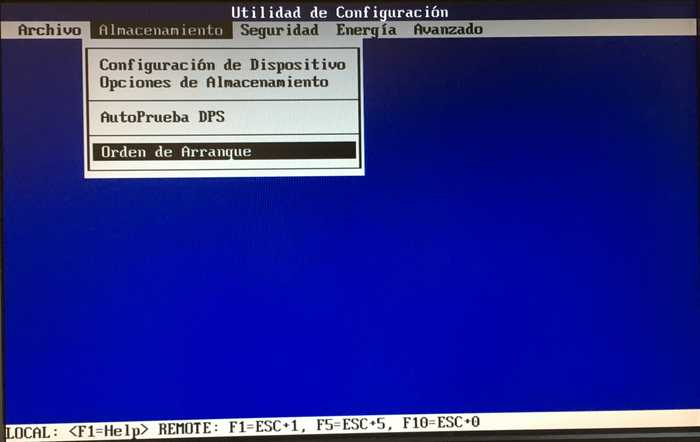 Utilidad de Configuración
Archivo Almacenamiento Seguridad Energía Avanzado
Configuración de Dispositivo
Opciones de Almacenamiento
AutoPrueba DPS
Orden de Arranque
LOCAL: <F1=Help> REMOTE: F1=ESC+1, F5=ESC+5, F10=ESC+0